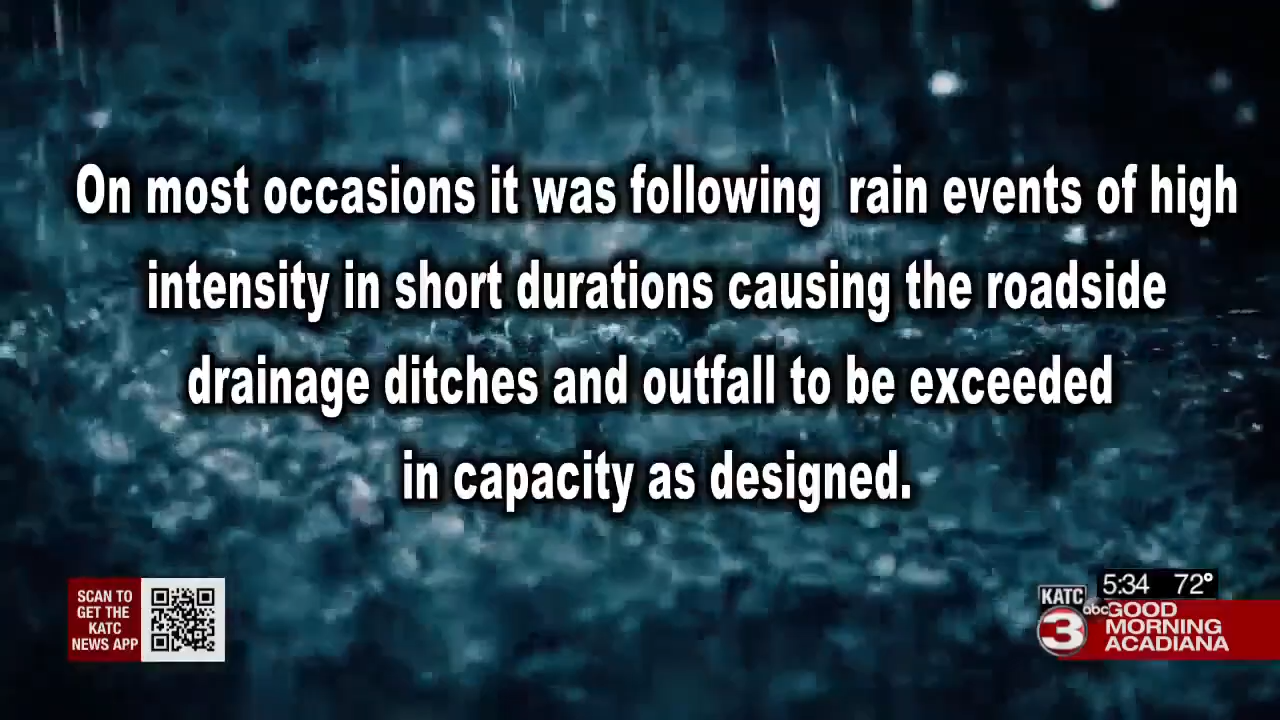 On most occasions it was following  rain events of high
intensity in short durations causing the roadside
drainage ditches and outfall to be exceeded
in capacity as designed.
SCAN TO
GET THE
KATC
NEWS APP
5:34 72°
KATC
abc
3
GOOD
MORNING
ACADIANA